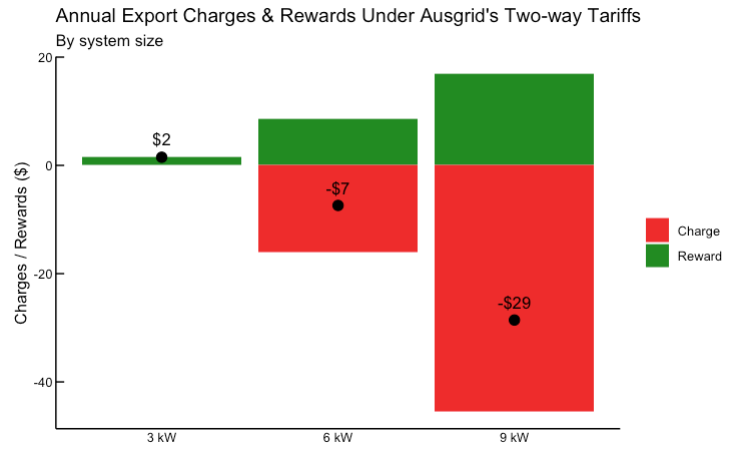 Annual Export Charges & Rewards Under Ausgrid's Two-way Tariffs
By system size
Charges / Rewards ($)
20
0
-20
-40
$2
-$7
-$29
3 kW
6 kW
9 kW
Charge
Reward